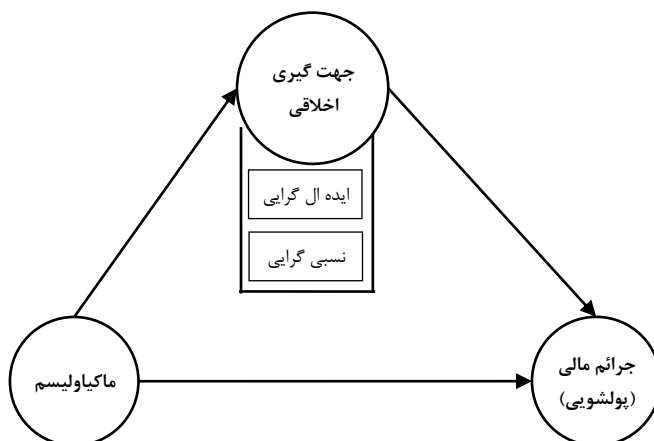 جهت گیری
اخلاقی
ایده ال گرایی
نسبی گرایی
ماکیاولیسم
جرائم مالی
(پولشویی)